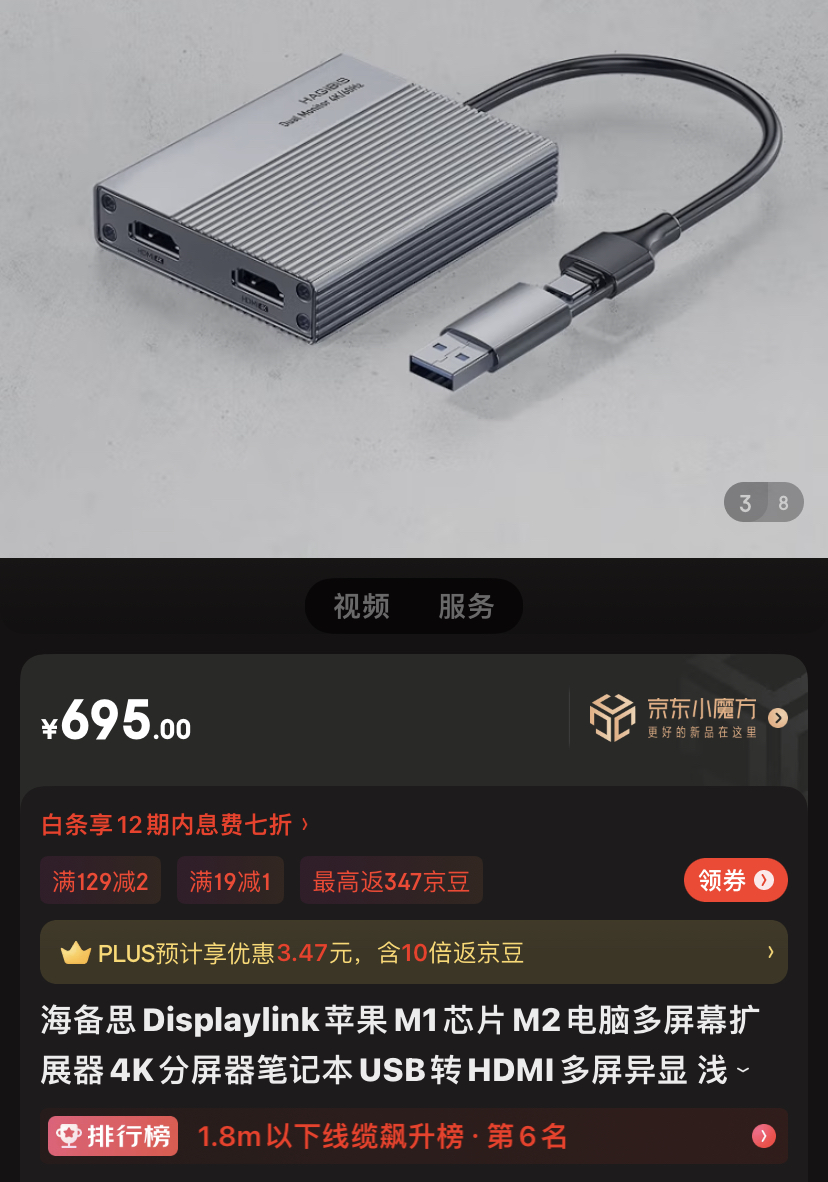 HAGIBIS
Dual Monitor 4K/60Hz
3 8
视频 服务
¥695.00
京东小魔方
更好的新品在这里
白条享12期内息费七折
满129减2 满19减1 最高返347京豆 领券
PLUS预计享优惠3.47元，含10倍返京豆
海备思Displaylink苹果M1芯片M2电脑多屏幕扩
展器4K分屏器笔记本USB转HDMI多屏异显 浅
排行榜 1.8m以下线缆飙升榜·第6名